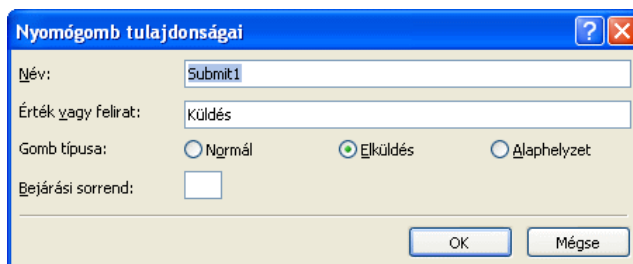 Nyomógomb tulajdonságai
Név: Submit1
Érték vagy felirat: Küldés
Gomb típusa: Normál Elküldés Alaphelyzet
Bejárási sorrend:
OK Mégse